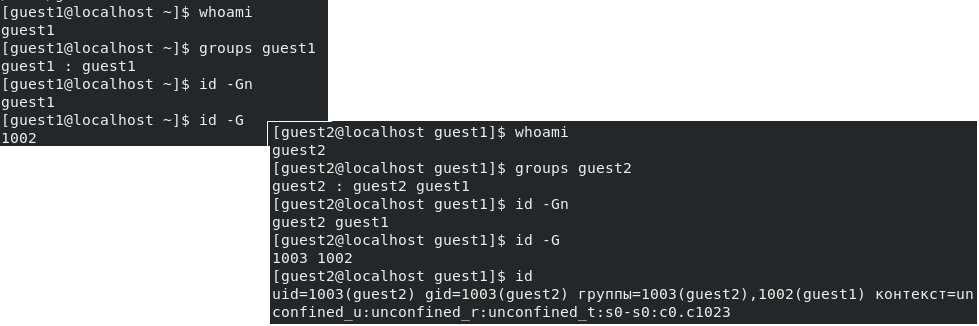 [guest1@localhost ~]$ whoami
guest1
[guest1@localhost ~]$ groups guest1
guest1 : guest1
[guest1@localhost ~]$ id -Gn
guest1
[guest1@localhost ~]$ id -G
1002
[guest2@localhost guest1]$ whoami
guest2
[guest2@localhost guest1]$ groups guest2
guest2 : guest2 guest1
[guest2@localhost guest1]$ id -Gn
guest2 guest1
[guest2@localhost guest1]$ id -G
1003 1002
[guest2@localhost guest1]$ id
uid=1003(guest2) gid=1003(guest2) группы=1003(guest2),1002(guest1) контекст=un
confined_u:unconfined_r:unconfined_t:s0-s0:c0.c1023